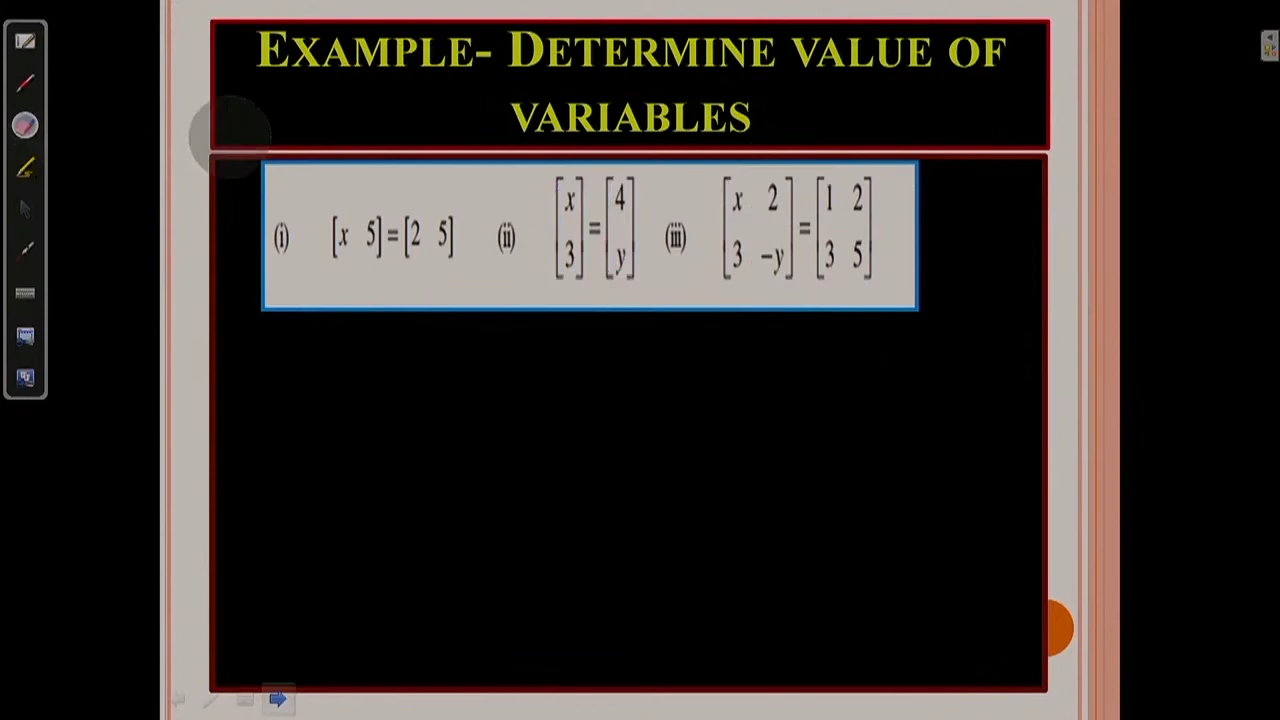 EXAMPLE- DETERMINE VALUE OF
VARIABLES
(i) [x 5] = [2 5] (ii) [x 3] = [4 y] (iii) [x 2 3 -y] = [1 2 3 5]